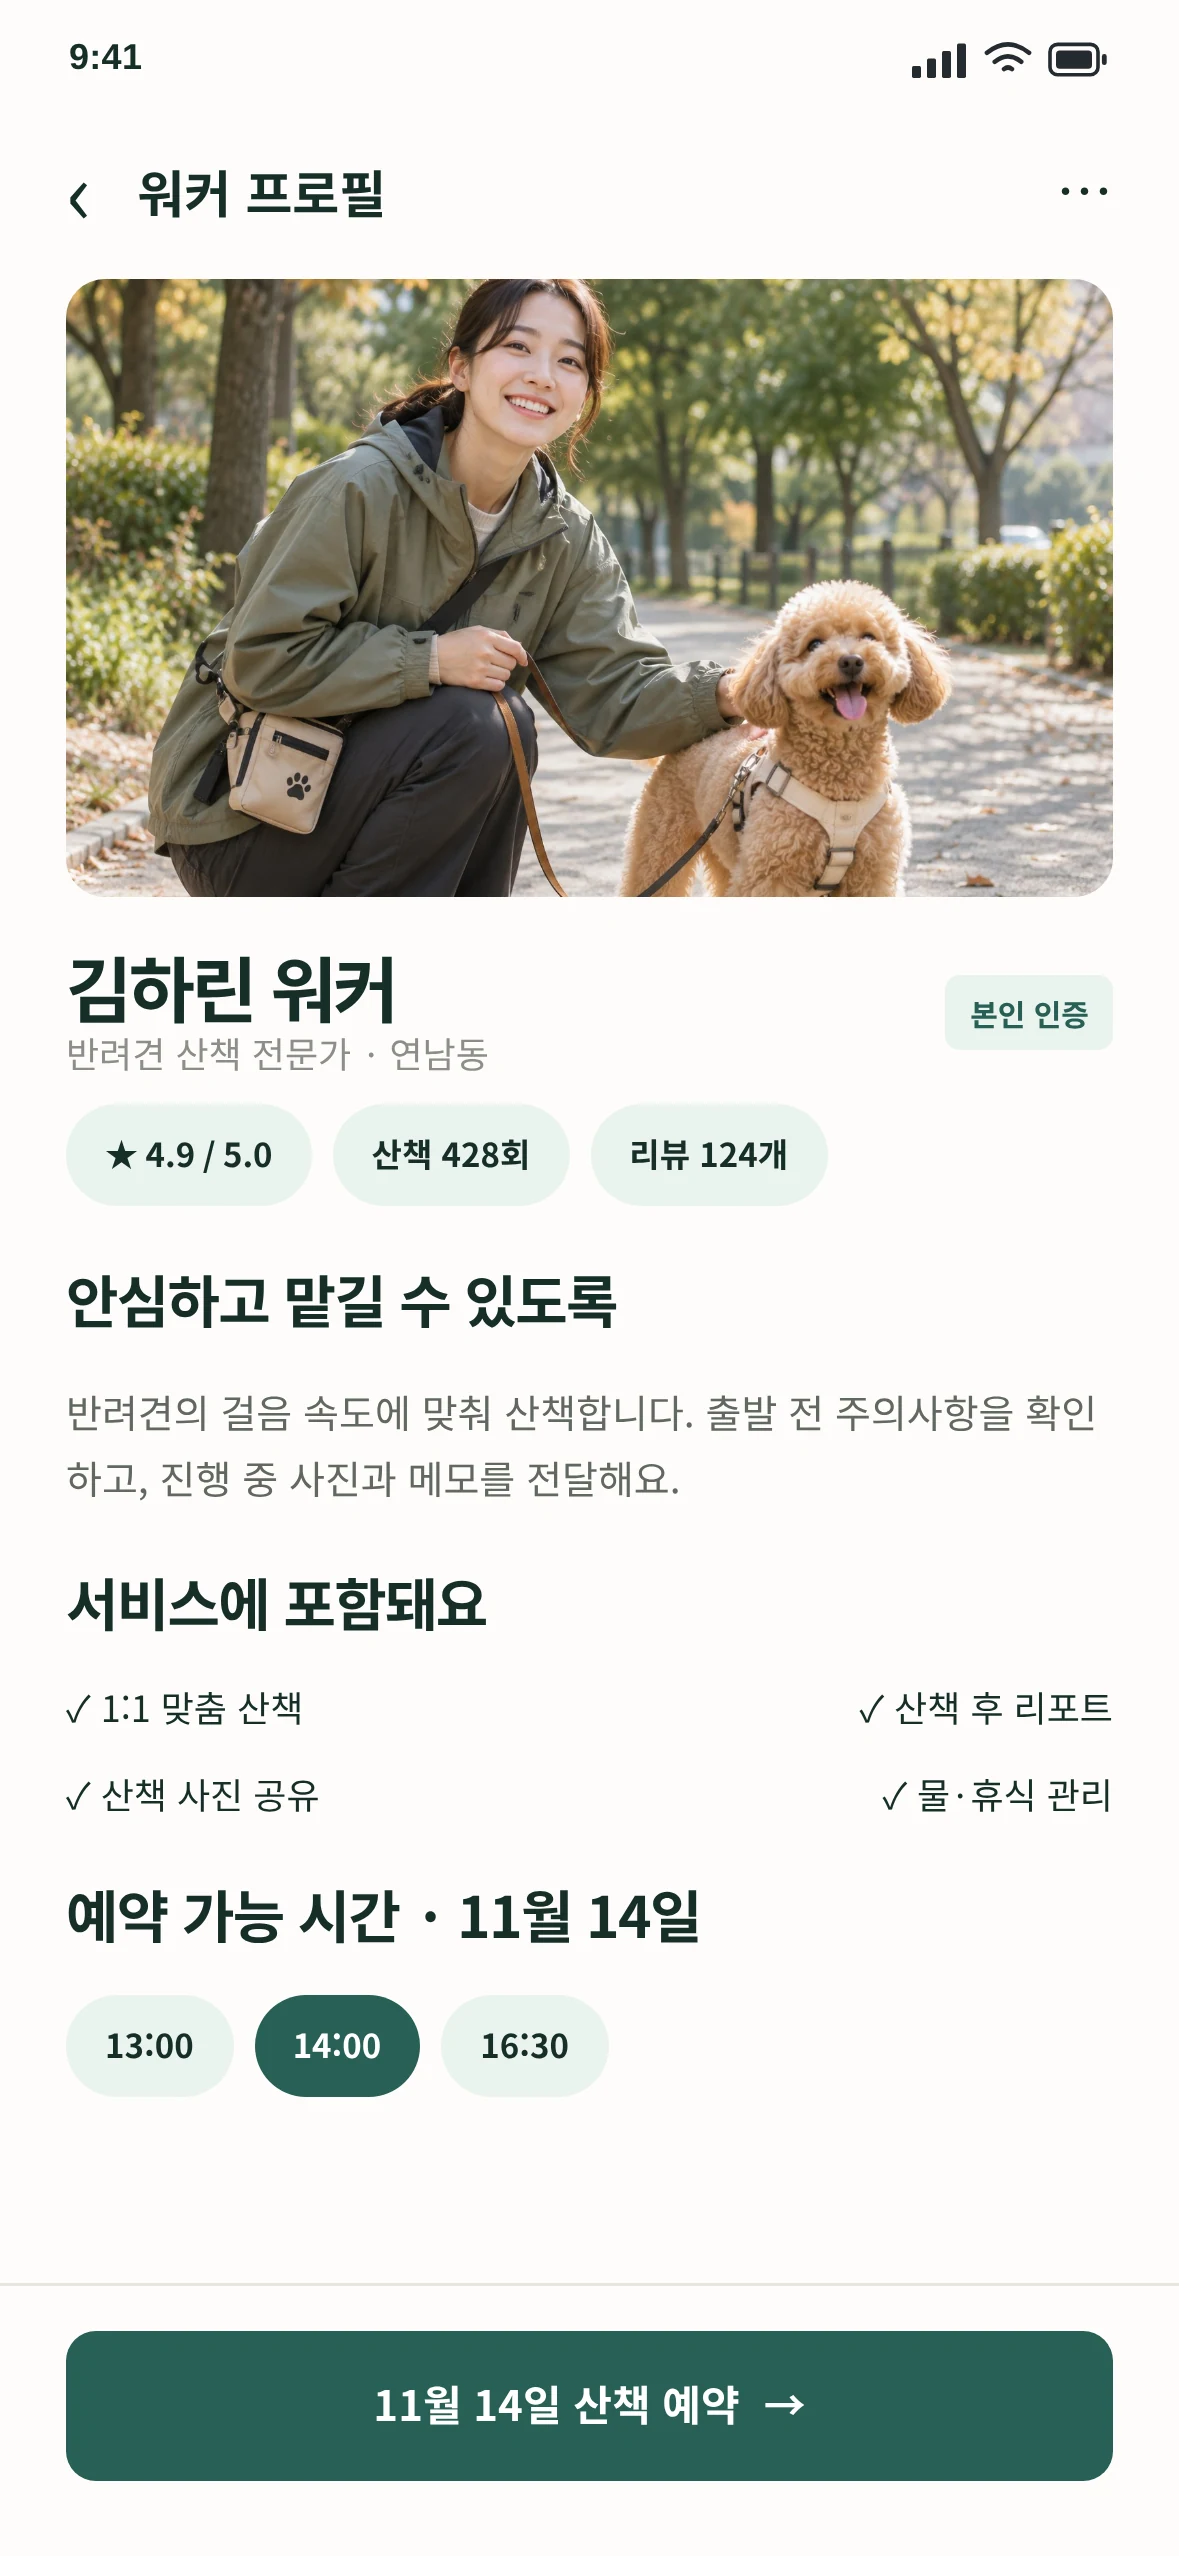 9:41
워커 프로필
김하린 워커
본인 인증
반려견 산책 전문가 · 연남동
★ 4.9 / 5.0
산책 428회
리뷰 124개
안심하고 맡길 수 있도록
반려견의 걸음 속도에 맞춰 산책합니다. 출발 전 주의사항을 확인
하고, 진행 중 사진과 메모를 전달해요.
서비스에 포함돼요
✓ 1:1 맞춤 산책
✓ 산책 후 리포트
✓ 산책 사진 공유
✓ 물·휴식 관리
예약 가능 시간 · 11월 14일
13:00
14:00
16:30
11월 14일 산책 예약 →